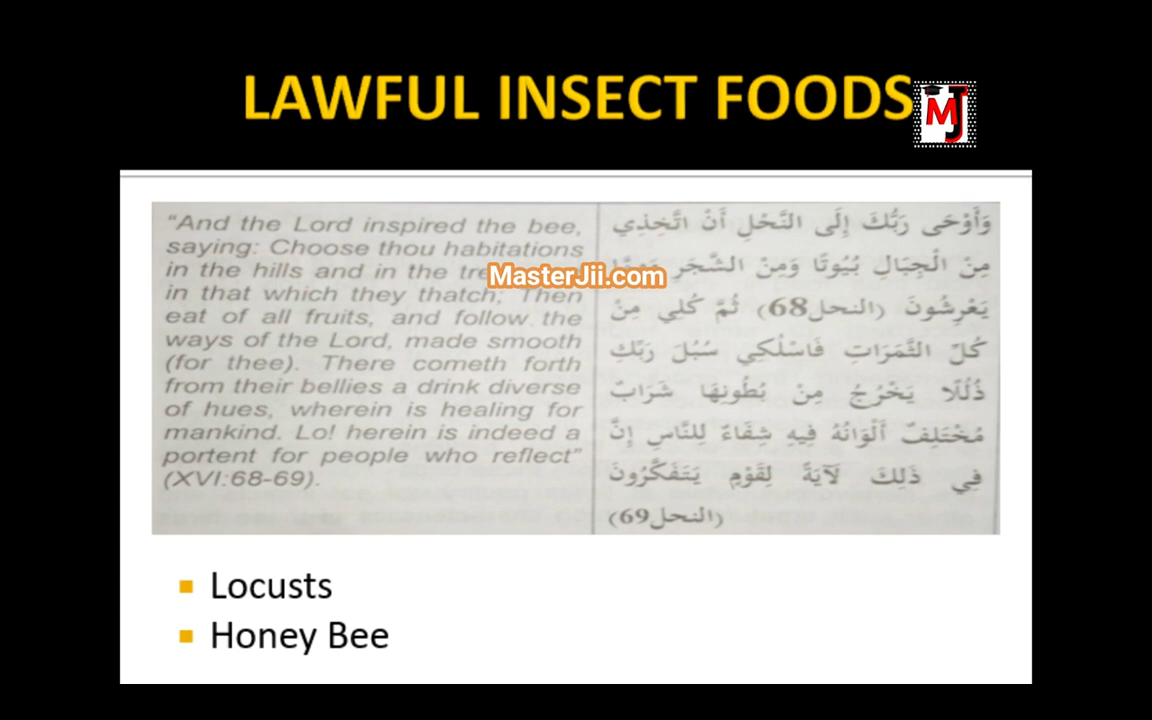 LAWFUL INSECT FOODS
MJ
“And the Lord inspired the bee,
saying: Choose thou habitations
in the hills and in the
in that which they thatch; Then
eat of all fruits, and follow the
ways of the Lord, made smooth
(for thee). There cometh forth
from their bellies a drink diverse
of hues, wherein is healing for
mankind. Lo! herein is indeed a
portent for people who reflect”
(XVI:68-69).
MasterJii.com
وَأَوْحَى رَبُّكَ إِلَى النَّحْلِ أَنْ اتَّخِذِي
مِنْ الْجِبَالِ بُيُوتًا وَمِنْ الشَّجَرِ
يَعْرِشُونَ (النحل68) ثُمَّ كُلِي مِنْ
كُلِّ الثَّمَرَاتِ فَاسْلُكِي سُبُلَ رَبِّكِ
ذُلُلًا يَخْرُجُ مِنْ بُطُونِهَا شَرَابٌ
مُخْتَلِفٌ أَلْوَانُهُ فِيهِ شِفَاءٌ لِلنَّاسِ إِنَّ
فِي ذَلِكَ لَآيَةً لِقَوْمٍ يَتَفَكَّرُونَ
(النحل69)
Locusts
Honey Bee